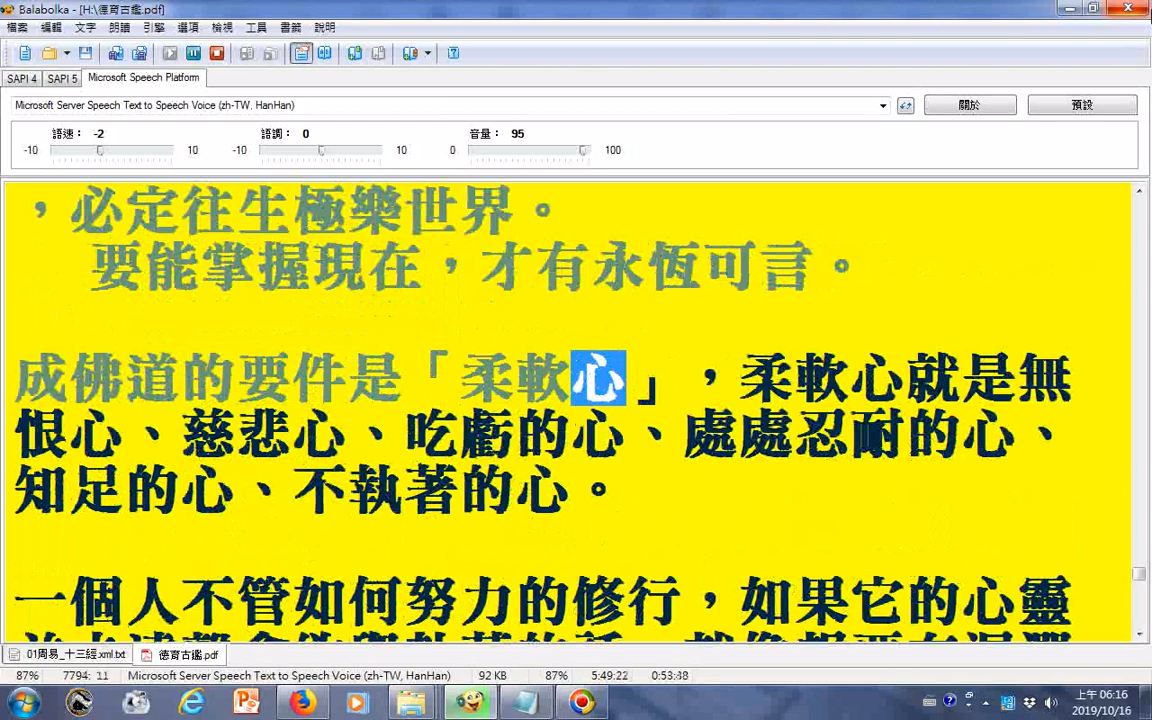 Balabolka - [H:\德育古鑑.pdf]
檔案 編輯 文字 朗讀 引擎 選項 檢視 工具 書籤 說明
SAPI 4 SAPI 5 Microsoft Speech Platform
Microsoft Server Speech Text to Speech Voice (zh-TW, HanHan) 關於 預設
語速： -2 語調： 0 音量： 95
-10 10 -10 10 0 100
，必定往生極樂世界。
要能掌握現在，才有永恆可言。
成佛道的要件是「柔軟心」，柔軟心就是無
恨心、慈悲心、吃虧的心、處處忍耐的心、
知足的心、不執著的心。
一個人不管如何努力的修行，如果它的心靈
01周易_十三經.xml.txt 德育古鑑.pdf
87% 7794: 11 Microsoft Server Speech Text to Speech Voice (zh-TW, HanHan) 92 KB 87% 5:49:22 0:53:38
上午 06:16
2019/10/16